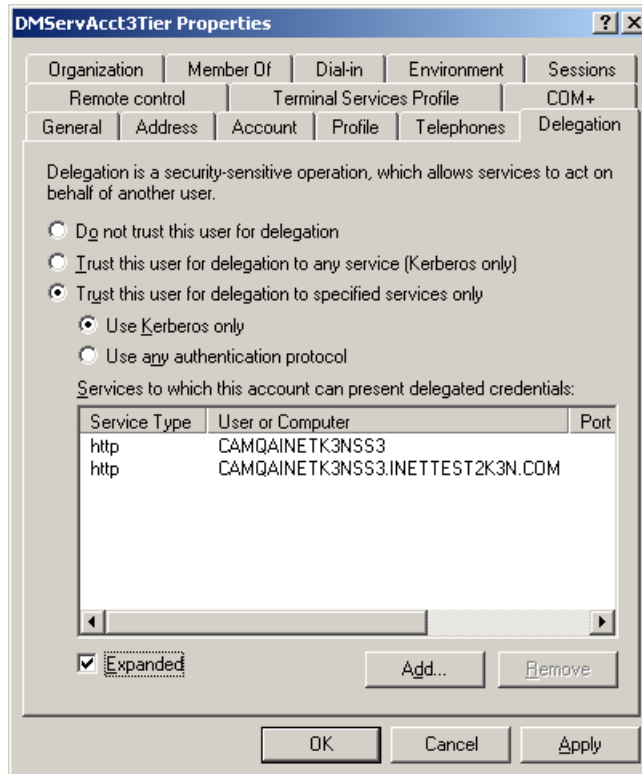 DMServAcct3Tier Properties
Organization Member Of Dial-in Environment Sessions
Remote control Terminal Services Profile COM+
General Address Account Profile Telephones Delegation
Delegation is a security-sensitive operation, which allows services to act on
behalf of another user.
Do not trust this user for delegation
Trust this user for delegation to any service (Kerberos only)
Trust this user for delegation to specified services only
Use Kerberos only
Use any authentication protocol
Services to which this account can present delegated credentials:
Service Type User or Computer Port
http CAMQAINETK3NSS3
http CAMQAINETK3NSS3.INETTEST2K3N.COM
Expanded Add... Remove
OK Cancel Apply